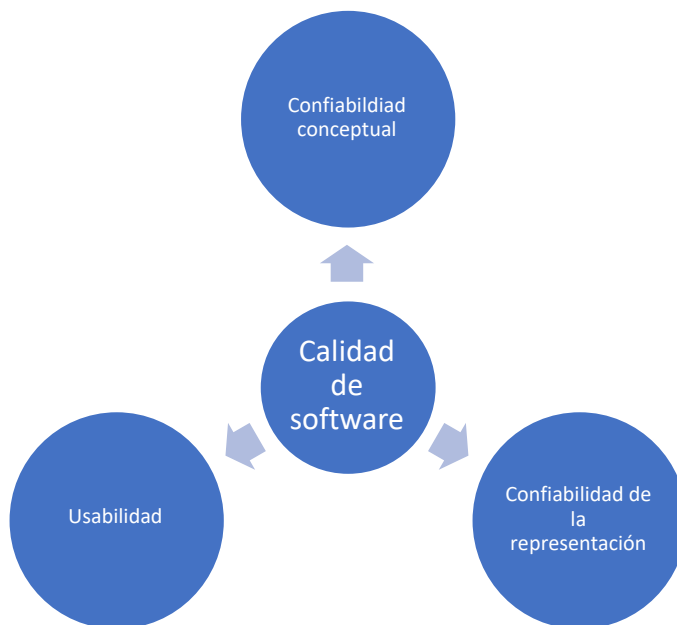 Confiabildiad
conceptual
Calidad
de
software
Usabilidad
Confiabilidad de
la
representación